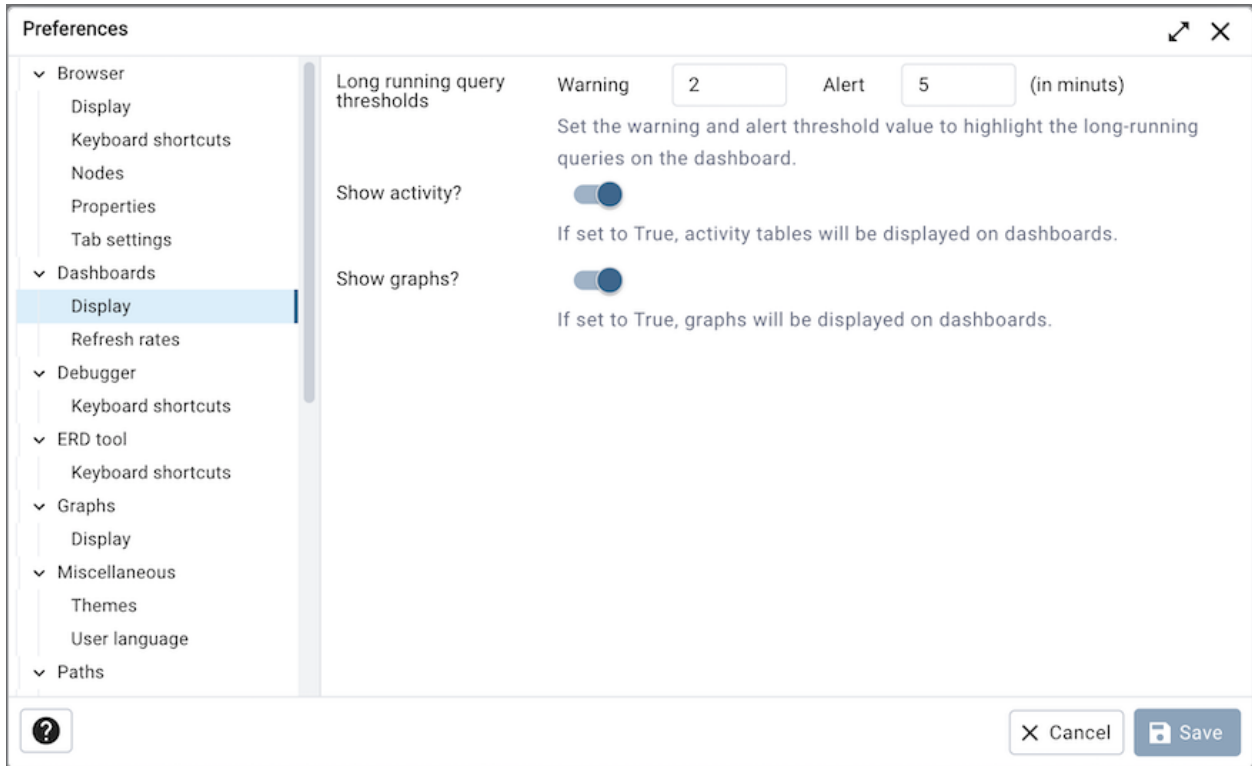 Preferences
Browser
Display
Keyboard shortcuts
Nodes
Properties
Tab settings
Dashboards
Display
Refresh rates
Debugger
Keyboard shortcuts
ERD tool
Keyboard shortcuts
Graphs
Display
Miscellaneous
Themes
User language
Paths
Long running query
thresholds
Warning 2 Alert 5 (in minuts)
Set the warning and alert threshold value to highlight the long-running
queries on the dashboard.
Show activity?
If set to True, activity tables will be displayed on dashboards.
Show graphs?
If set to True, graphs will be displayed on dashboards.
? Cancel Save